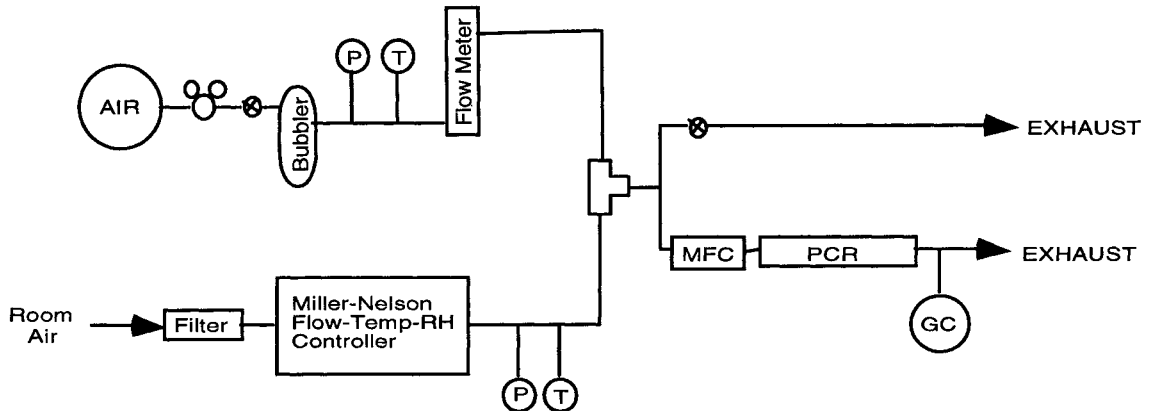 AIR
Bubbler
P
T
Flow Meter
EXHAUST
MFC
PCR
EXHAUST
GC
Room
Air
Filter
Miller-Nelson
Flow-Temp-RH
Controller
P
T